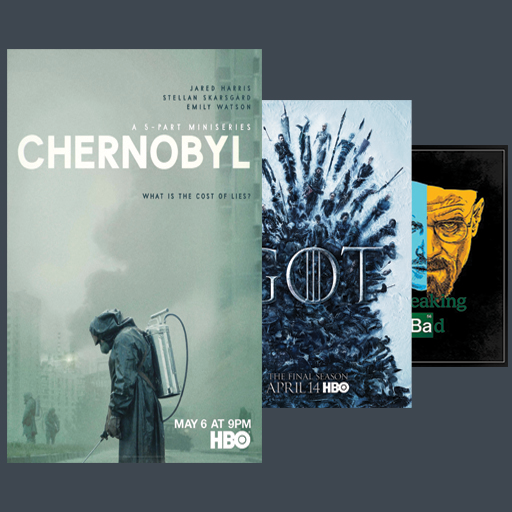 JARED HARRIS
STELLAN SKARSGÅRD
EMILY WATSON
A 5-PART MINISERIES
CHERNOBYL
WHAT IS THE COST OF LIES?
MAY 6 AT 9PM
HBO
GOT
THE FINAL SEASON
APRIL 14 HBO
eaking
Bad